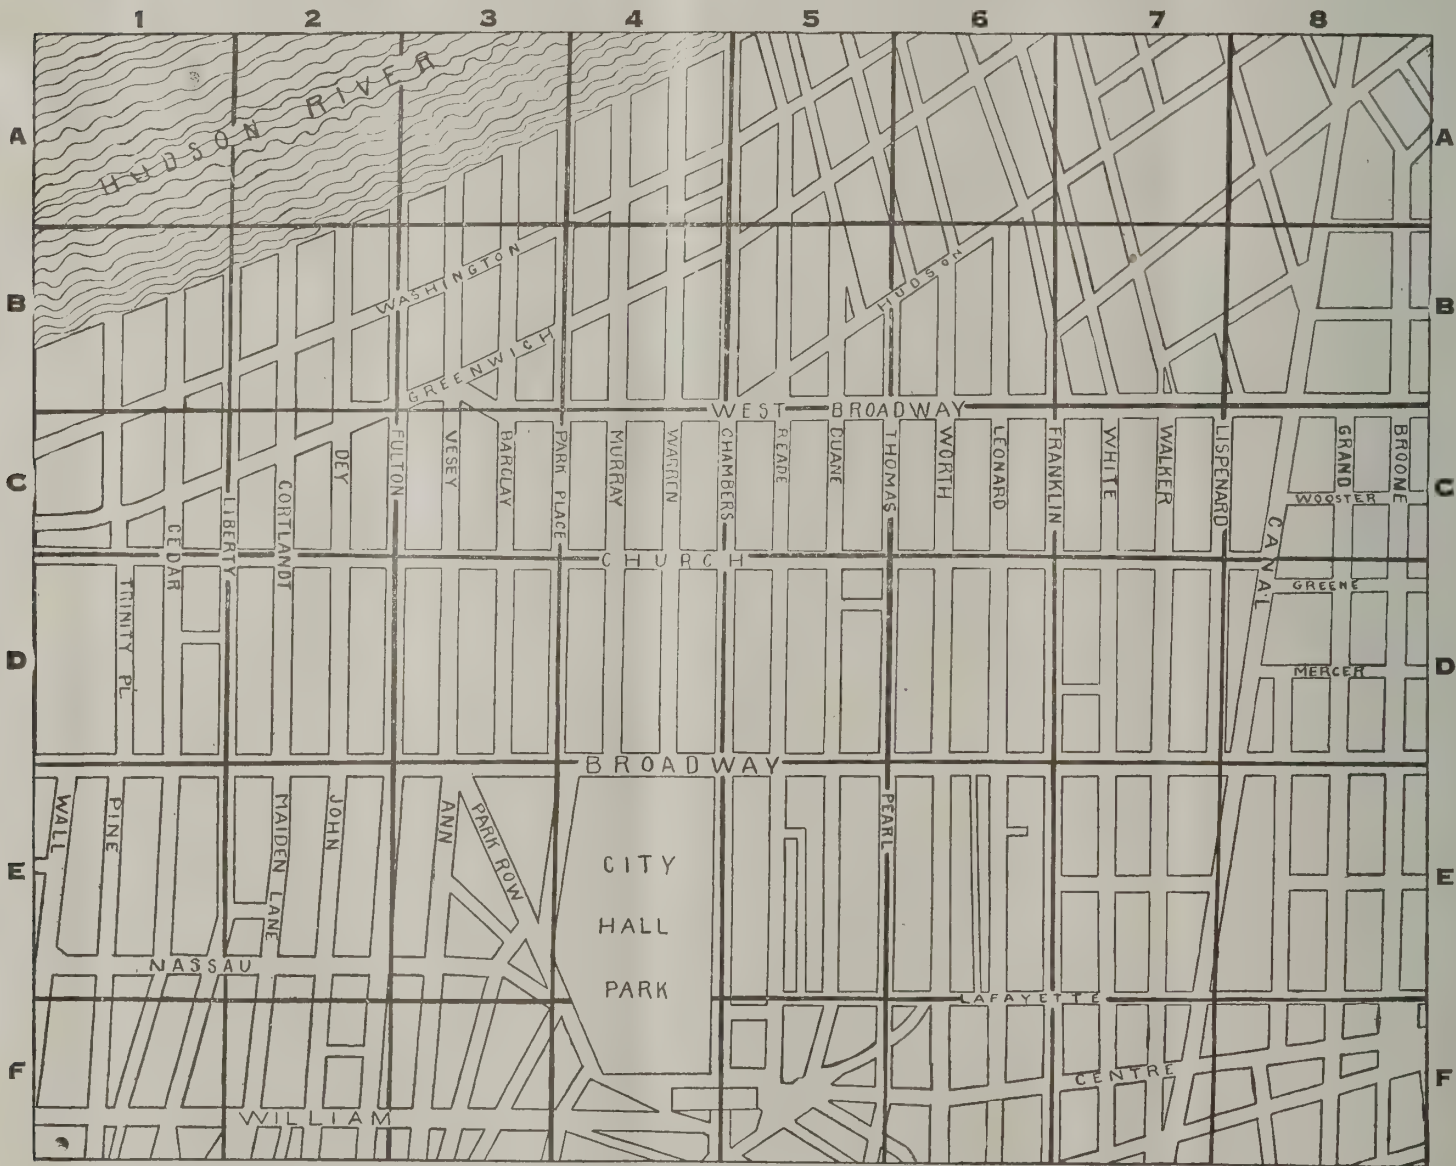 1 2 3 4 5 6 7 8
A HUDSON RIVER A
B WASHINGTON HUDSON B
GREENWICH
WEST BROADWAY
C DEY FULTON VESEY BARCLAY PARK PLACE MURRAY WARREN CHAMBERS READE DUANE THOMAS WORTH LEONARD FRANKLIN WHITE WALKER LISPENARD GRAND BROOME C
CEDAR LIBERTY CORTLANDT CANAL WOOSTER
CHURCH
TRINITY PL. GREENE
D MERCER D
BROADWAY
WALL PINE MAIDEN LANE JOHN ANN PARK ROW PEARL
E CITY E
HALL
PARK
NASSAU
LAFAYETTE
F CENTRE F
WILLIAM